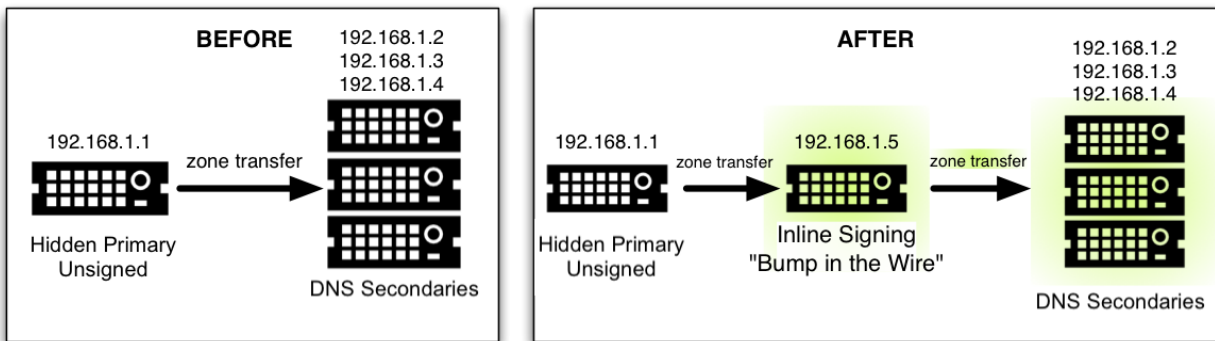 BEFORE
192.168.1.2
192.168.1.3
192.168.1.4
192.168.1.1
zone transfer
Hidden Primary
Unsigned
DNS Secondaries
AFTER
192.168.1.2
192.168.1.3
192.168.1.4
192.168.1.1
zone transfer
192.168.1.5
zone transfer
Hidden Primary
Unsigned
Inline Signing
"Bump in the Wire"
DNS Secondaries